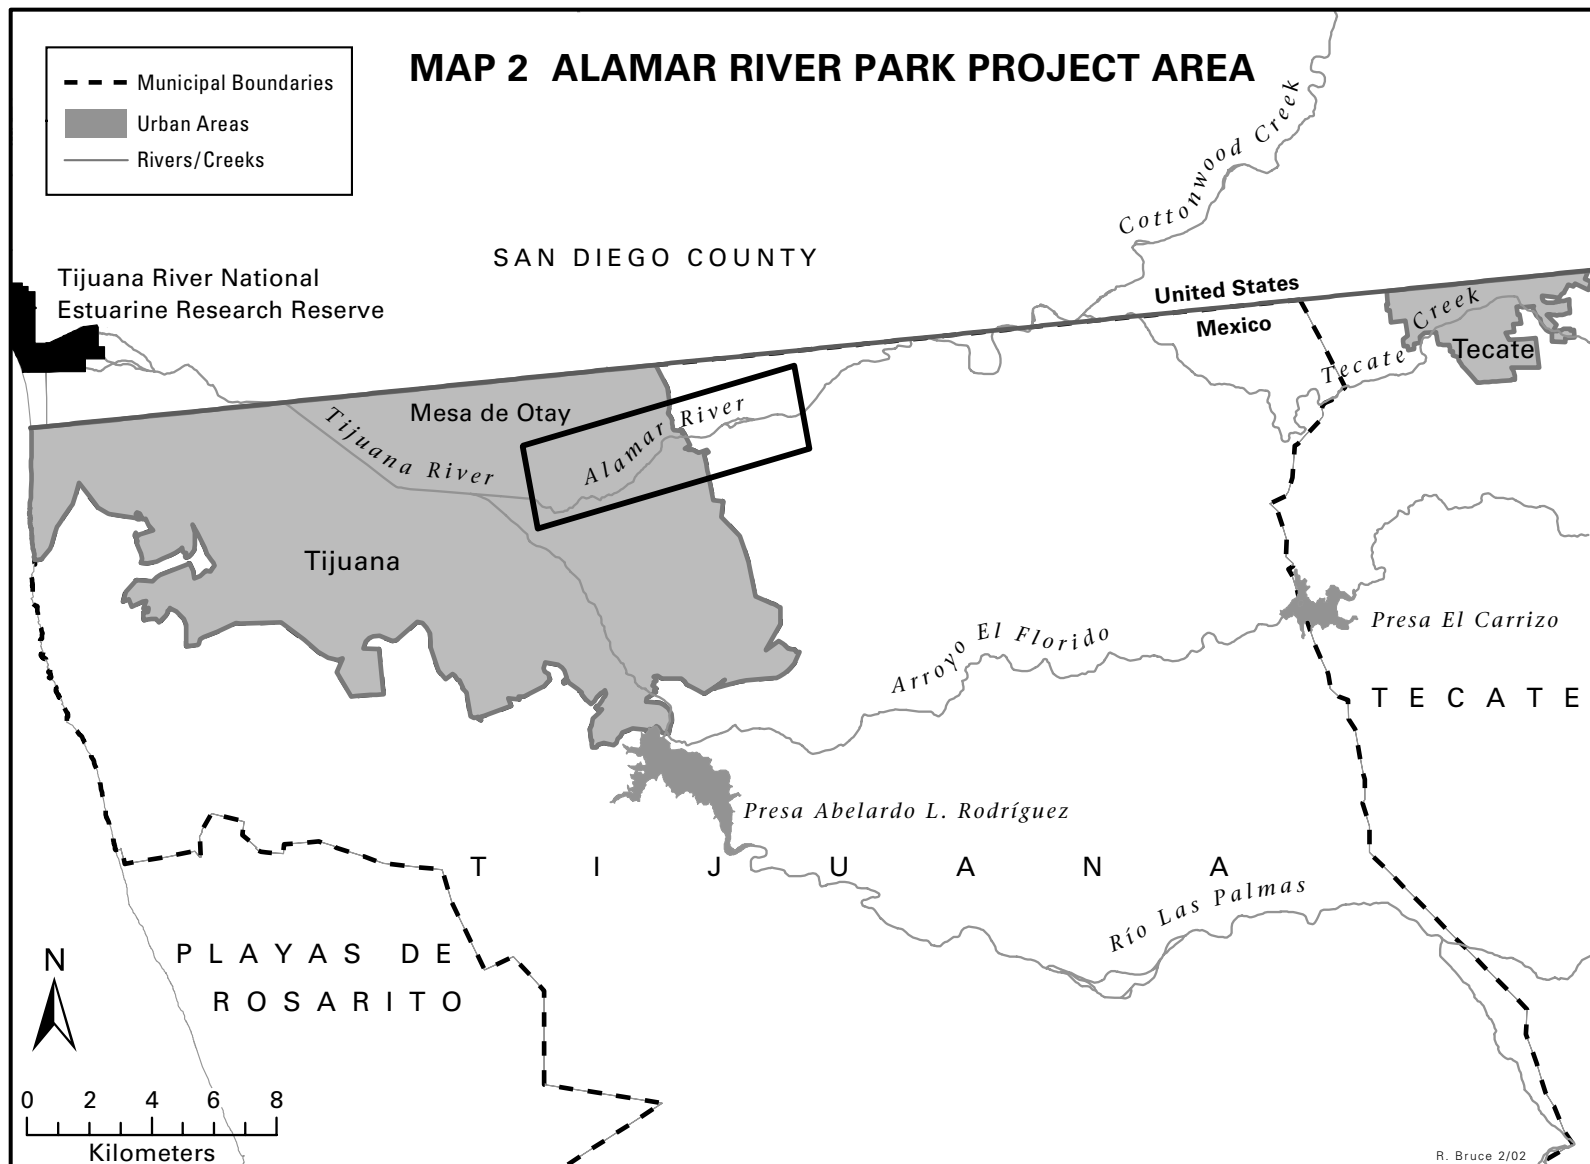 MAP 2 ALAMAR RIVER PARK PROJECT AREA
Municipal Boundaries
Urban Areas
Rivers/Creeks
Cottonwood Creek
SAN DIEGO COUNTY
Tijuana River National
Estuarine Research Reserve
United States
Mexico
Tecate Creek
Tecate
Mesa de Otay
Tijuana River
Alamar River
Tijuana
Presa El Carrizo
Arroyo El Florido
TECATE
Presa Abelardo L. Rodríguez
TIJUANA
Río Las Palmas
PLAYAS DE
ROSARITO
N
0 2 4 6 8
Kilometers
R. Bruce 2/02